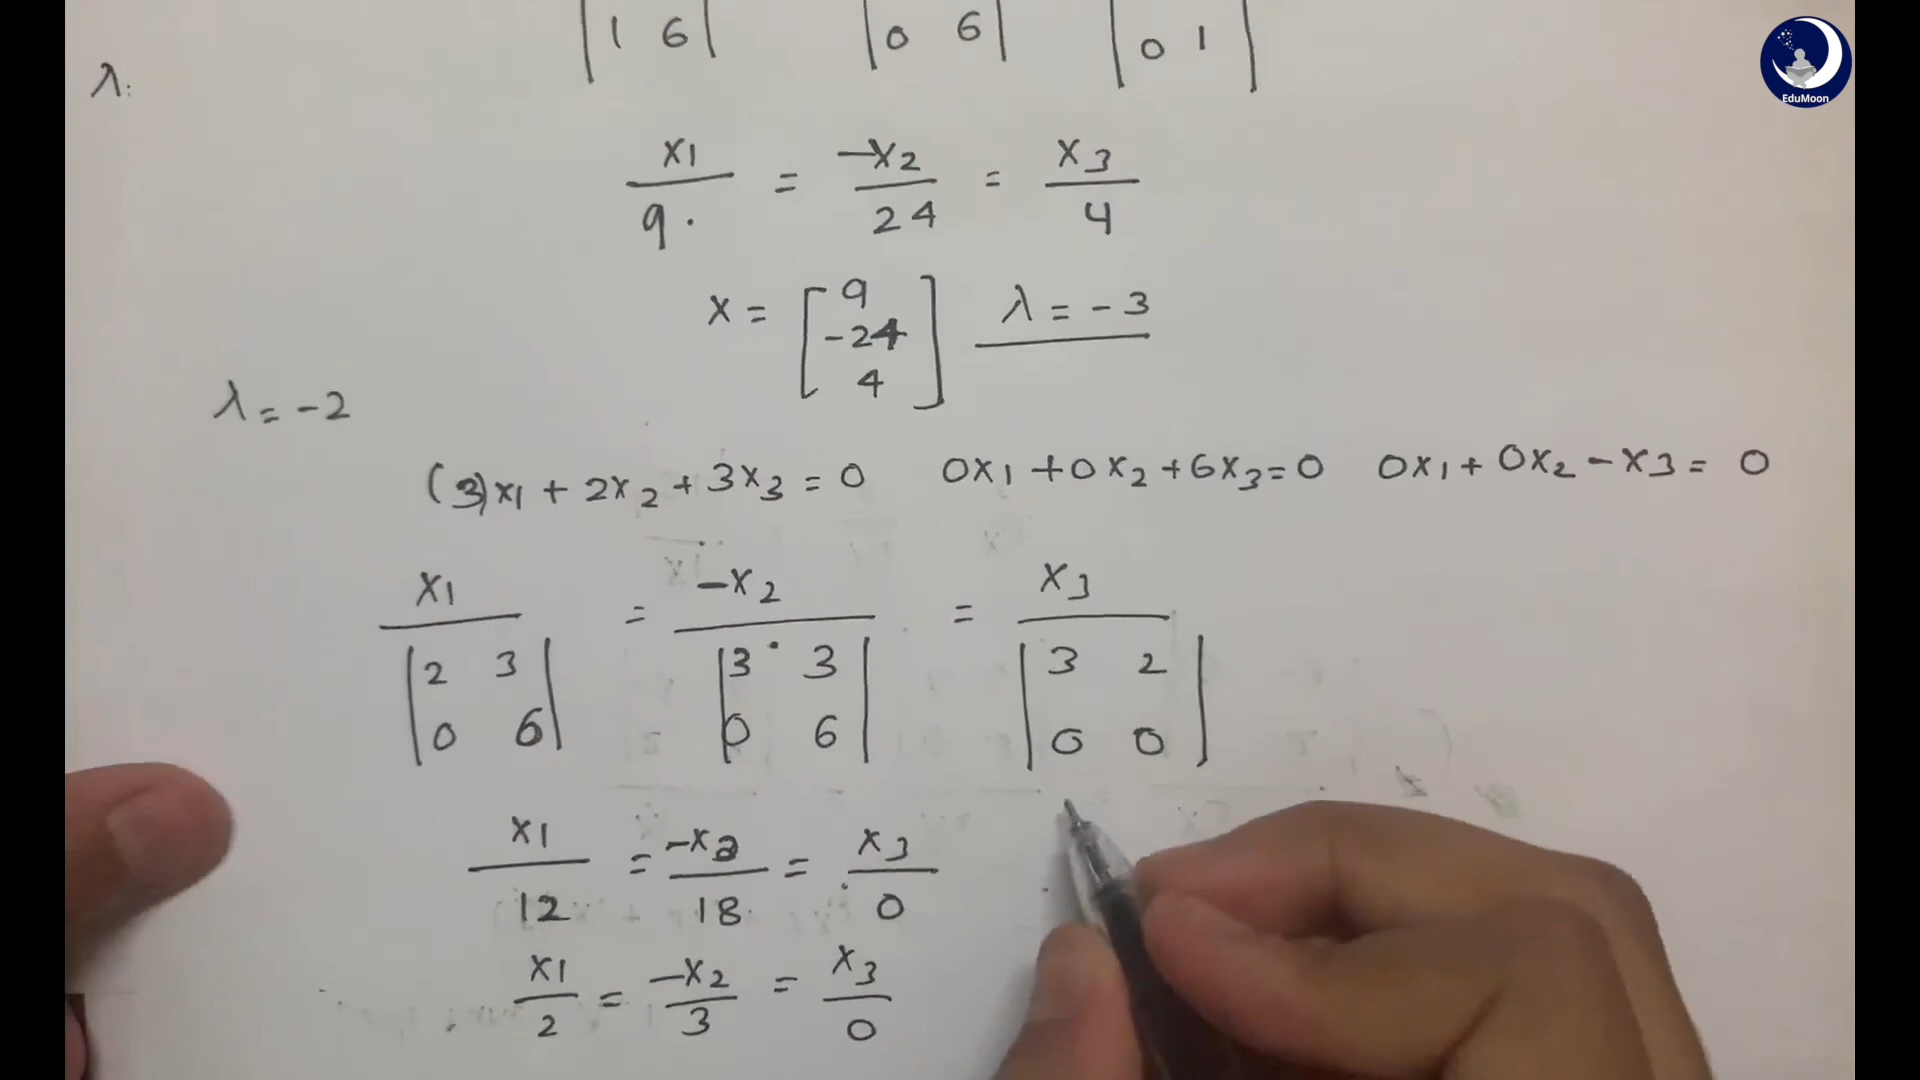 |1 6| |0 6| |0 1|
λ:
x1/9. = -x2/24 = x3/4
x = [9 -24 4] λ = -3
λ = -2
(3)x1 + 2x2 + 3x3 = 0 0x1 + 0x2 + 6x3 = 0 0x1 + 0x2 - x3 = 0
x1 = -x2 = x3
|2 3| |3 3| |3 2|
|0 6| |0 6| |0 0|
x1/12 = -x2/18 = x3/0
x1/2 = -x2/3 = x3/0
EduMoon